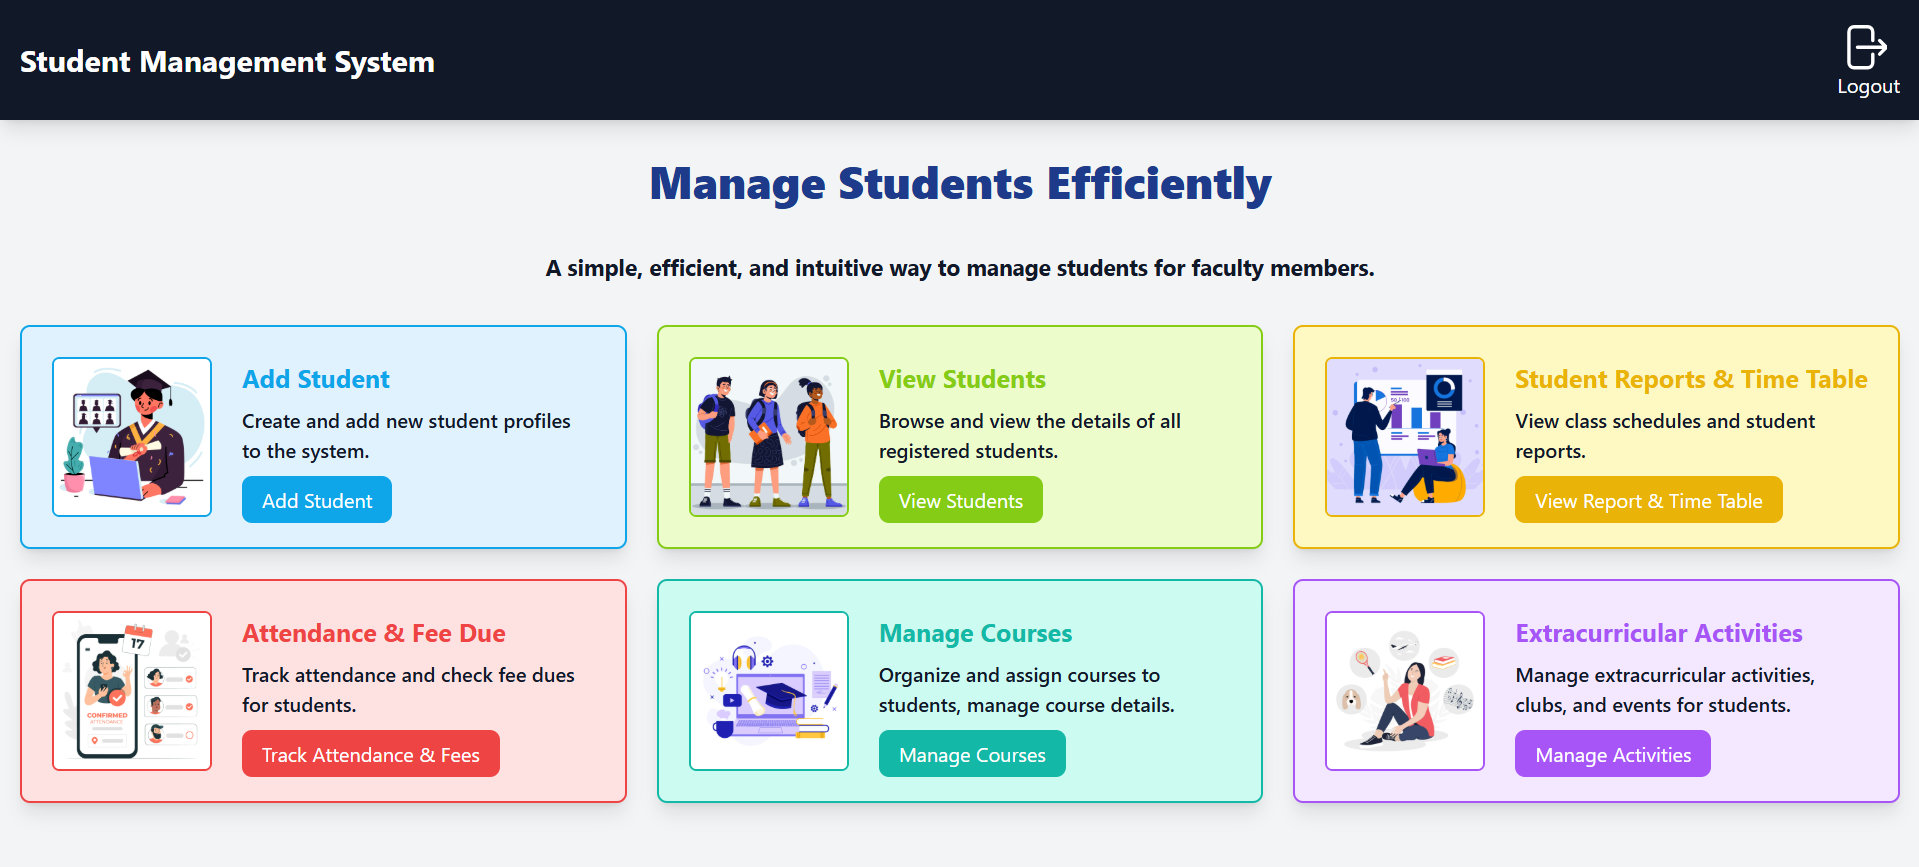 Student Management System
Logout
Manage Students Efficiently
A simple, efficient, and intuitive way to manage students for faculty members.
Add Student
Create and add new student profiles
to the system.
Add Student
View Students
Browse and view the details of all
registered students.
View Students
Student Reports & Time Table
View class schedules and student
reports.
View Report & Time Table
17
CONFIRMED
ATTENDANCE
Attendance & Fee Due
Track attendance and check fee dues
for students.
Track Attendance & Fees
Manage Courses
Organize and assign courses to
students, manage course details.
Manage Courses
Extracurricular Activities
Manage extracurricular activities,
clubs, and events for students.
Manage Activities